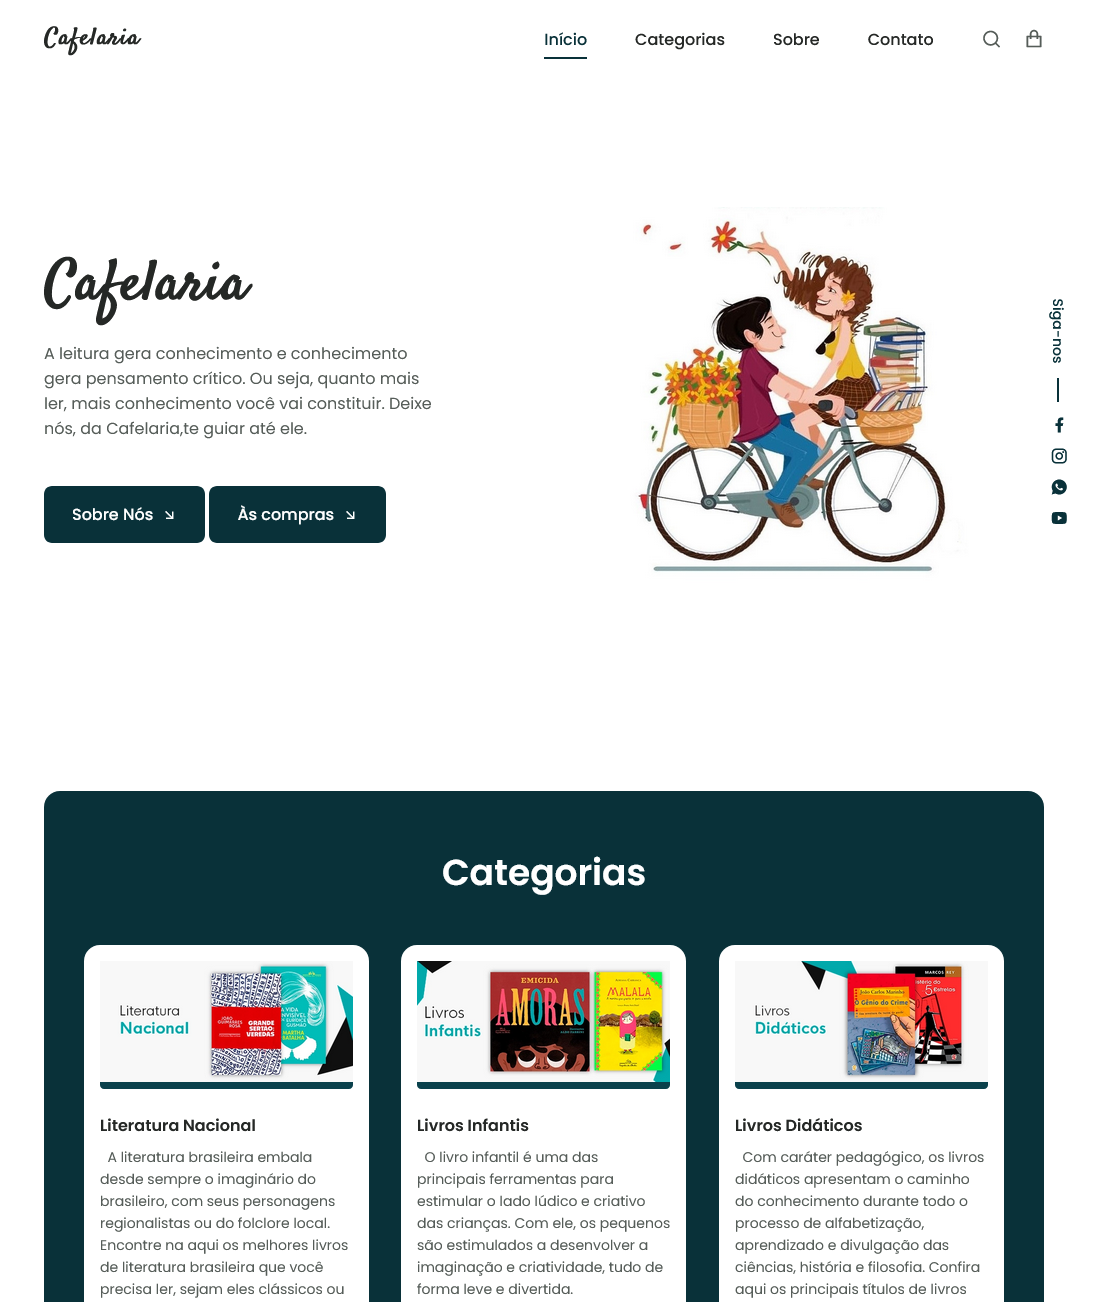 Cafelaria
Início
Categorias
Sobre
Contato
Cafelaria
A leitura gera conhecimento e conhecimento
gera pensamento crítico. Ou seja, quanto mais
ler, mais conhecimento você vai constituir. Deixe
nós, da Cafelaria,te guiar até ele.
Sobre Nós
Às compras
Siga-nos
Categorias
Literatura
Nacional
JOÃO
GUIMARÃES
ROSA
GRANDE
SERTÃO:
VEREDAS
MARTHA
BATALHA
Literatura Nacional
A literatura brasileira embala
desde sempre o imaginário do
brasileiro, com seus personagens
regionalistas ou do folclore local.
Encontre na aqui os melhores livros
de literatura brasileira que você
precisa ler, sejam eles clássicos ou
Livros
Infantis
EMICIDA
AMORAS
MALALA
Livros Infantis
O livro infantil é uma das
principais ferramentas para
estimular o lado lúdico e criativo
das crianças. Com ele, os pequenos
são estimulados a desenvolver a
imaginação e criatividade, tudo de
forma leve e divertida.
Livros
Didáticos
João Carlos Marinho
O Gênio do Crime
MARCOS REY
5 Estrelas
Livros Didáticos
Com caráter pedagógico, os livros
didáticos apresentam o caminho
do conhecimento durante todo o
processo de alfabetização,
aprendizado e divulgação das
ciências, história e filosofia. Confira
aqui os principais títulos de livros